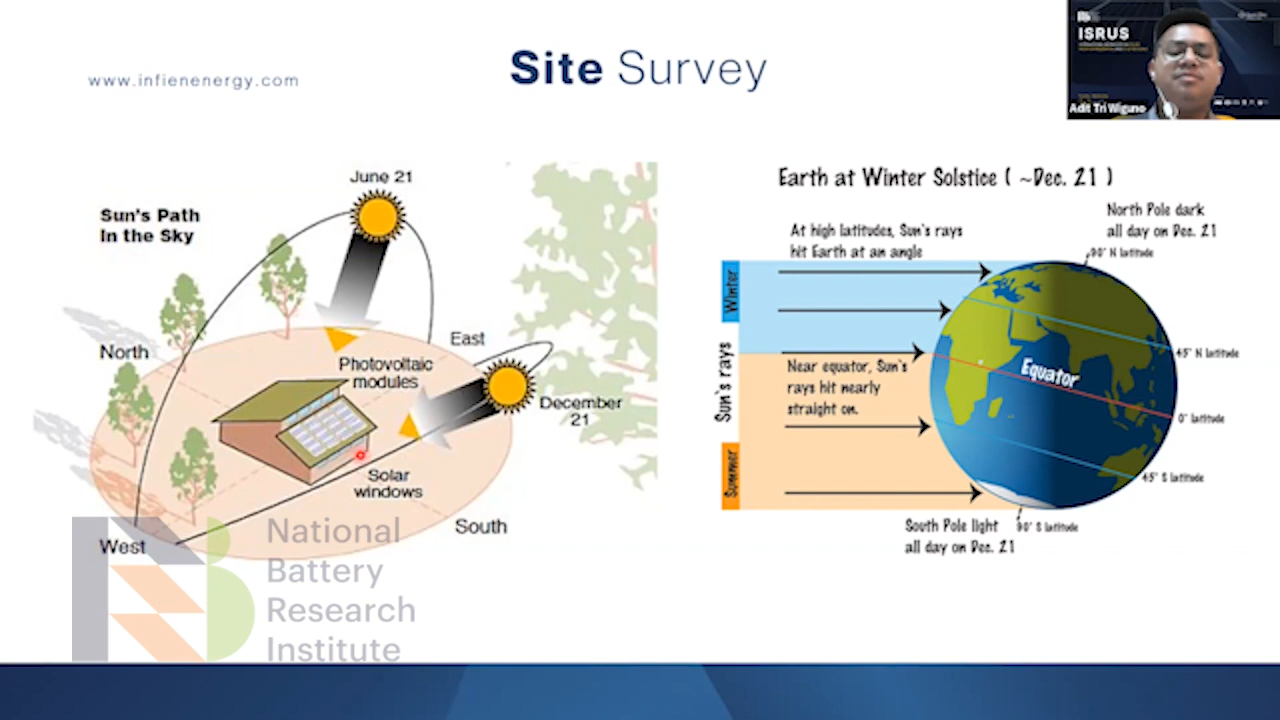 www.infienenergy.com
Site Survey
ISRUS
Adit Tri Wiguno
June 21
Sun's Path
In the Sky
North
East
Photovoltaic
modules
December
21
Solar
windows
South
West
Earth at Winter Solstice ( ~Dec. 21 )
North Pole dark
all day on Dec. 21
90° N latitude
At high latitudes, Sun's rays
hit Earth at an angle
Winter
Sun's rays
Summer
Near equator, Sun's
rays hit nearly
straight on.
Equator
45° N latitude
0° latitude
45° S latitude
South Pole light
all day on Dec. 21
90° S latitude
National
Battery
Research
Institute